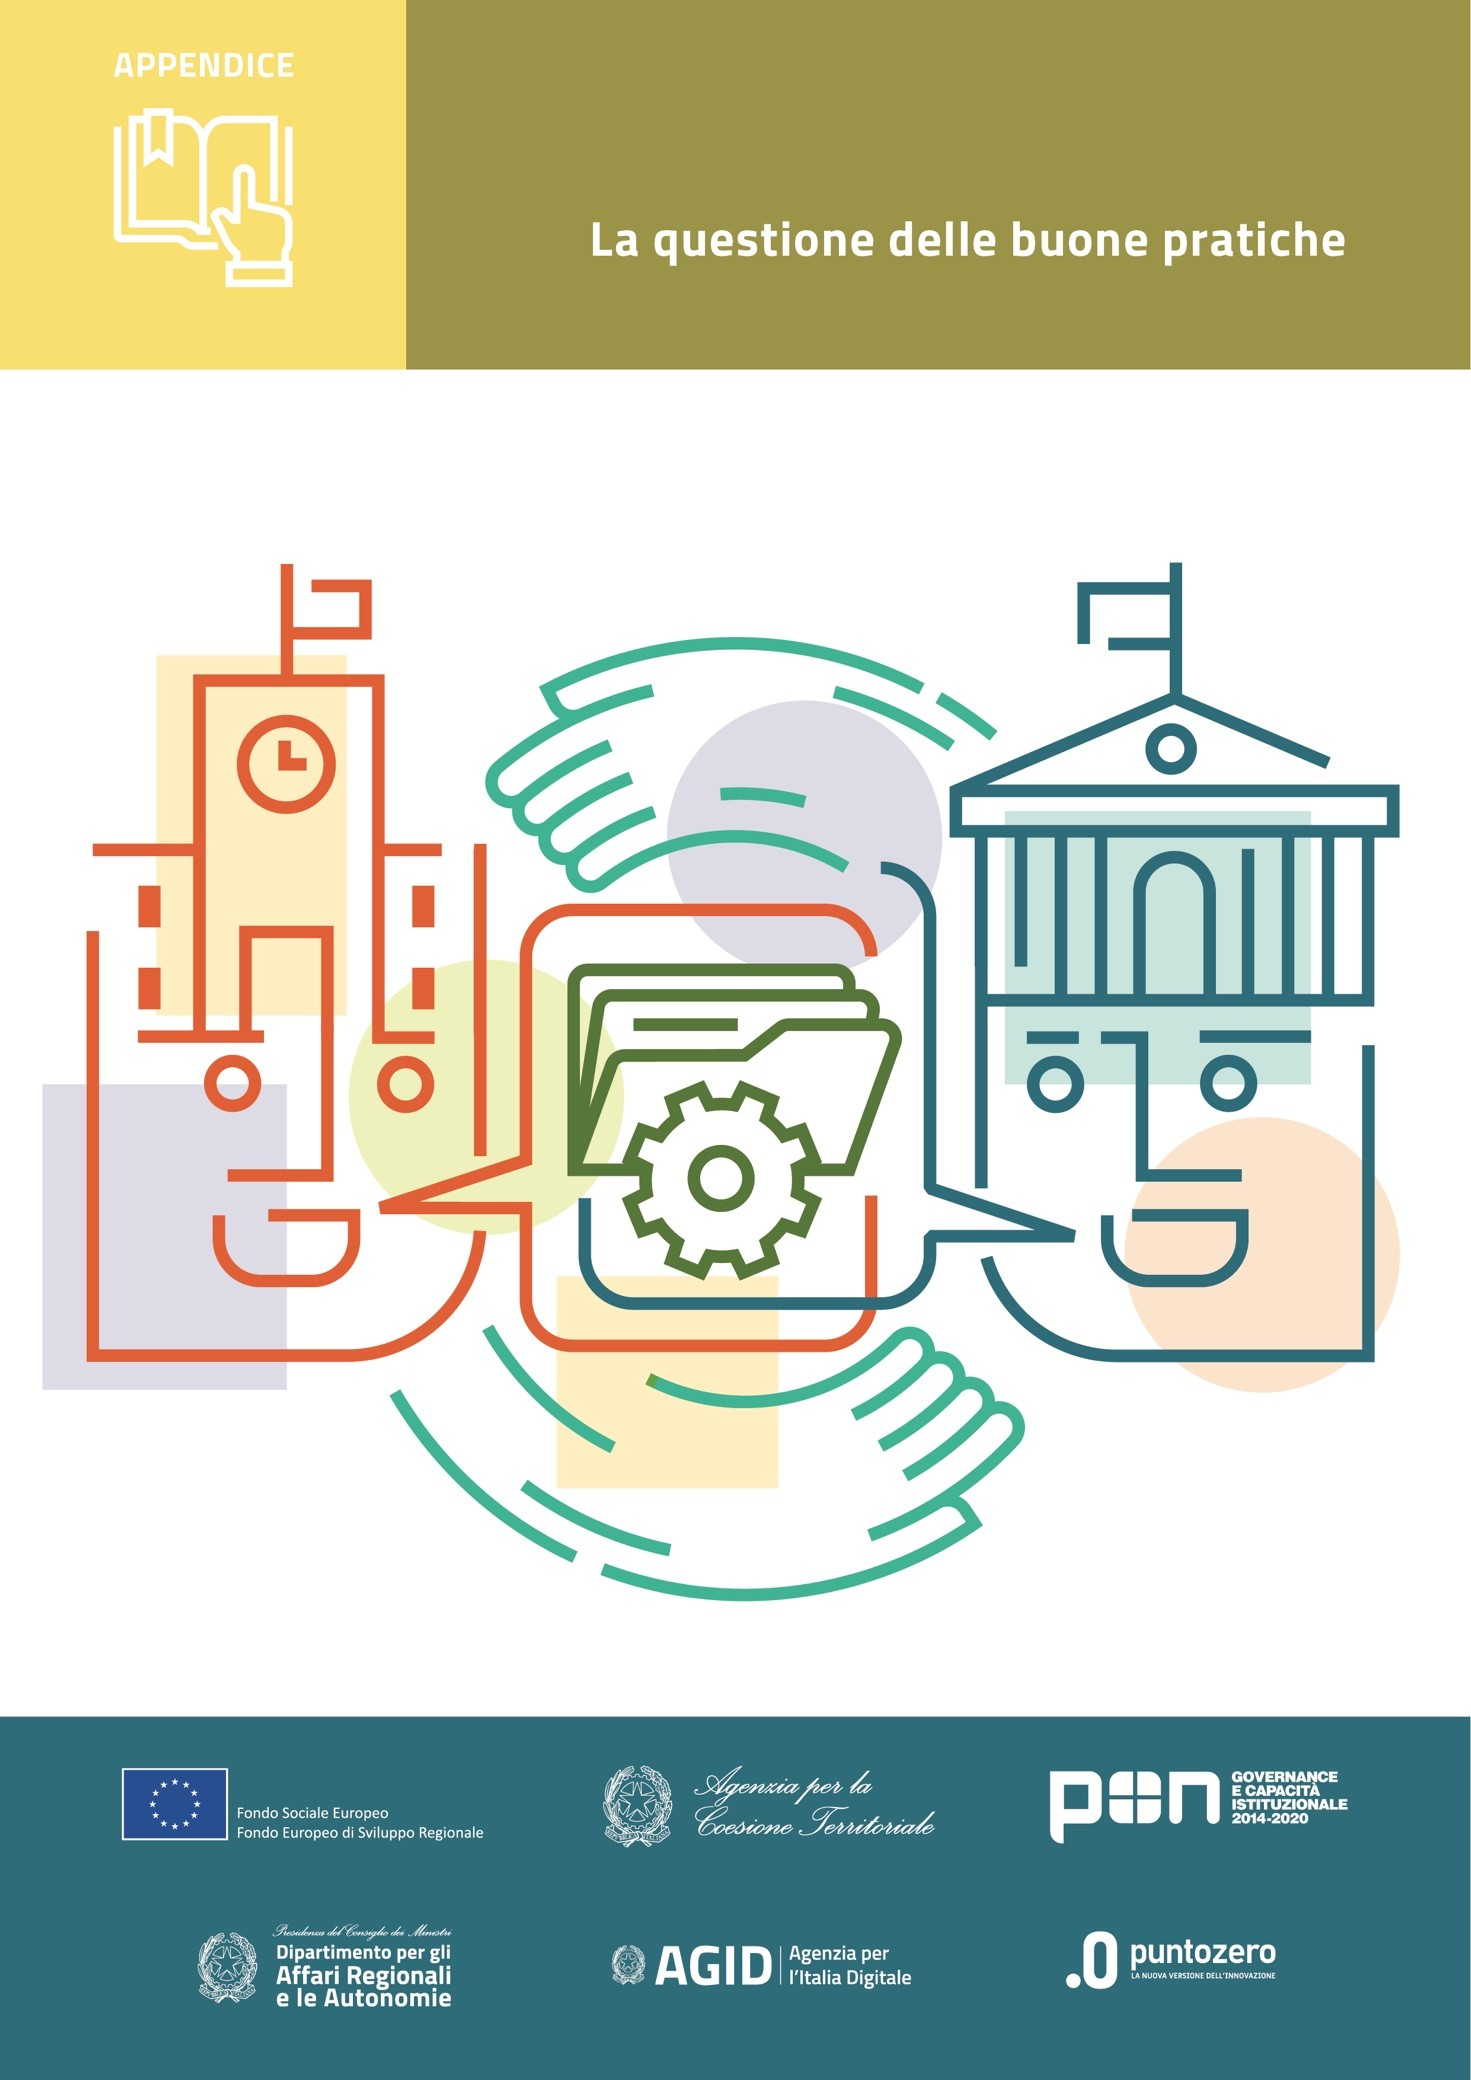 APPENDICE
La questione delle buone pratiche
Fondo Sociale Europeo
Fondo Europeo di Sviluppo Regionale
Agenzia per la
Coesione Territoriale
pon
GOVERNANCE
E CAPACITÀ
ISTITUZIONALE
2014-2020
Presidenza del Consiglio dei Ministri
Dipartimento per gli
Affari Regionali
e le Autonomie
AGID
Agenzia per
l'Italia Digitale
.0 puntozero
LA NUOVA VERSIONE DELL'INNOVAZIONE